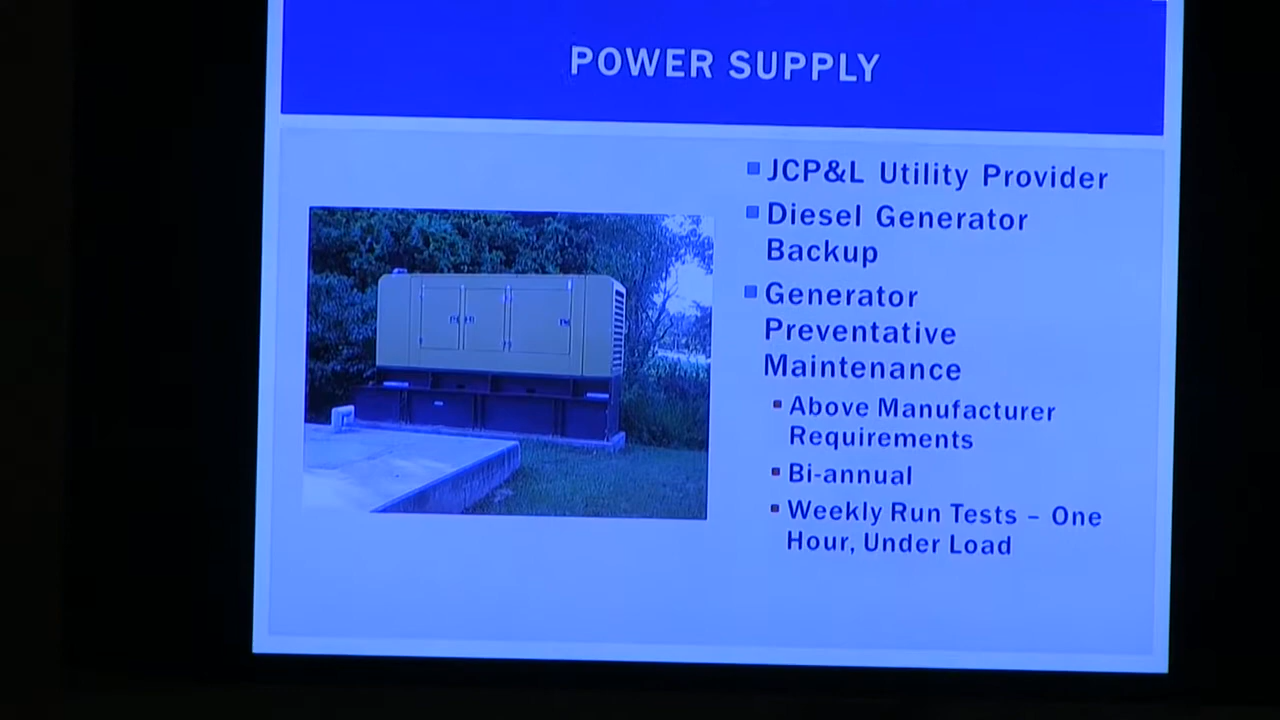 POWER SUPPLY
JCP&L Utility Provider
Diesel Generator
Backup
Generator
Preventative
Maintenance
Above Manufacturer
Requirements
Bi-annual
Weekly Run Tests – One
Hour, Under Load